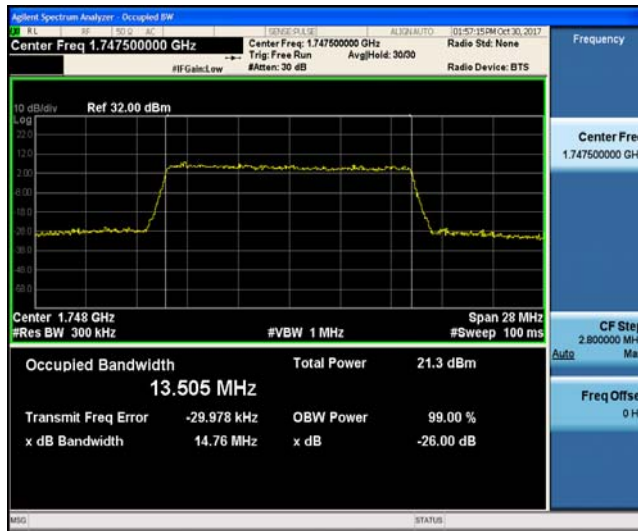 Agilent Spectrum Analyzer - Occupied BW
RL RF 50 Ω AC SENSE:PULSE ALIGN AUTO 01:57:15 PM Oct 30, 2017
Center Freq 1.747500000 GHz
Center Freq: 1.747500000 GHz
Radio Std: None
Trig: Free Run Avg|Hold: 30/30
#IFGain:Low #Atten: 30 dB Radio Device: BTS
Frequency
10 dB/div Ref 32.00 dBm
Log
22.0
12.0
2.00
-8.00
-18.0
-28.0
-38.0
-48.0
-58.0
Center Fre
1.747500000 GH
Center 1.748 GHz Span 28 MHz
#Res BW 300 kHz #VBW 1 MHz #Sweep 100 ms
CF Ste
2.800000 MH
Auto Ma
Occupied Bandwidth Total Power 21.3 dBm
13.505 MHz
Transmit Freq Error -29.978 kHz OBW Power 99.00 %
x dB Bandwidth 14.76 MHz x dB -26.00 dB
Freq Offse
0 H
MSG STATUS